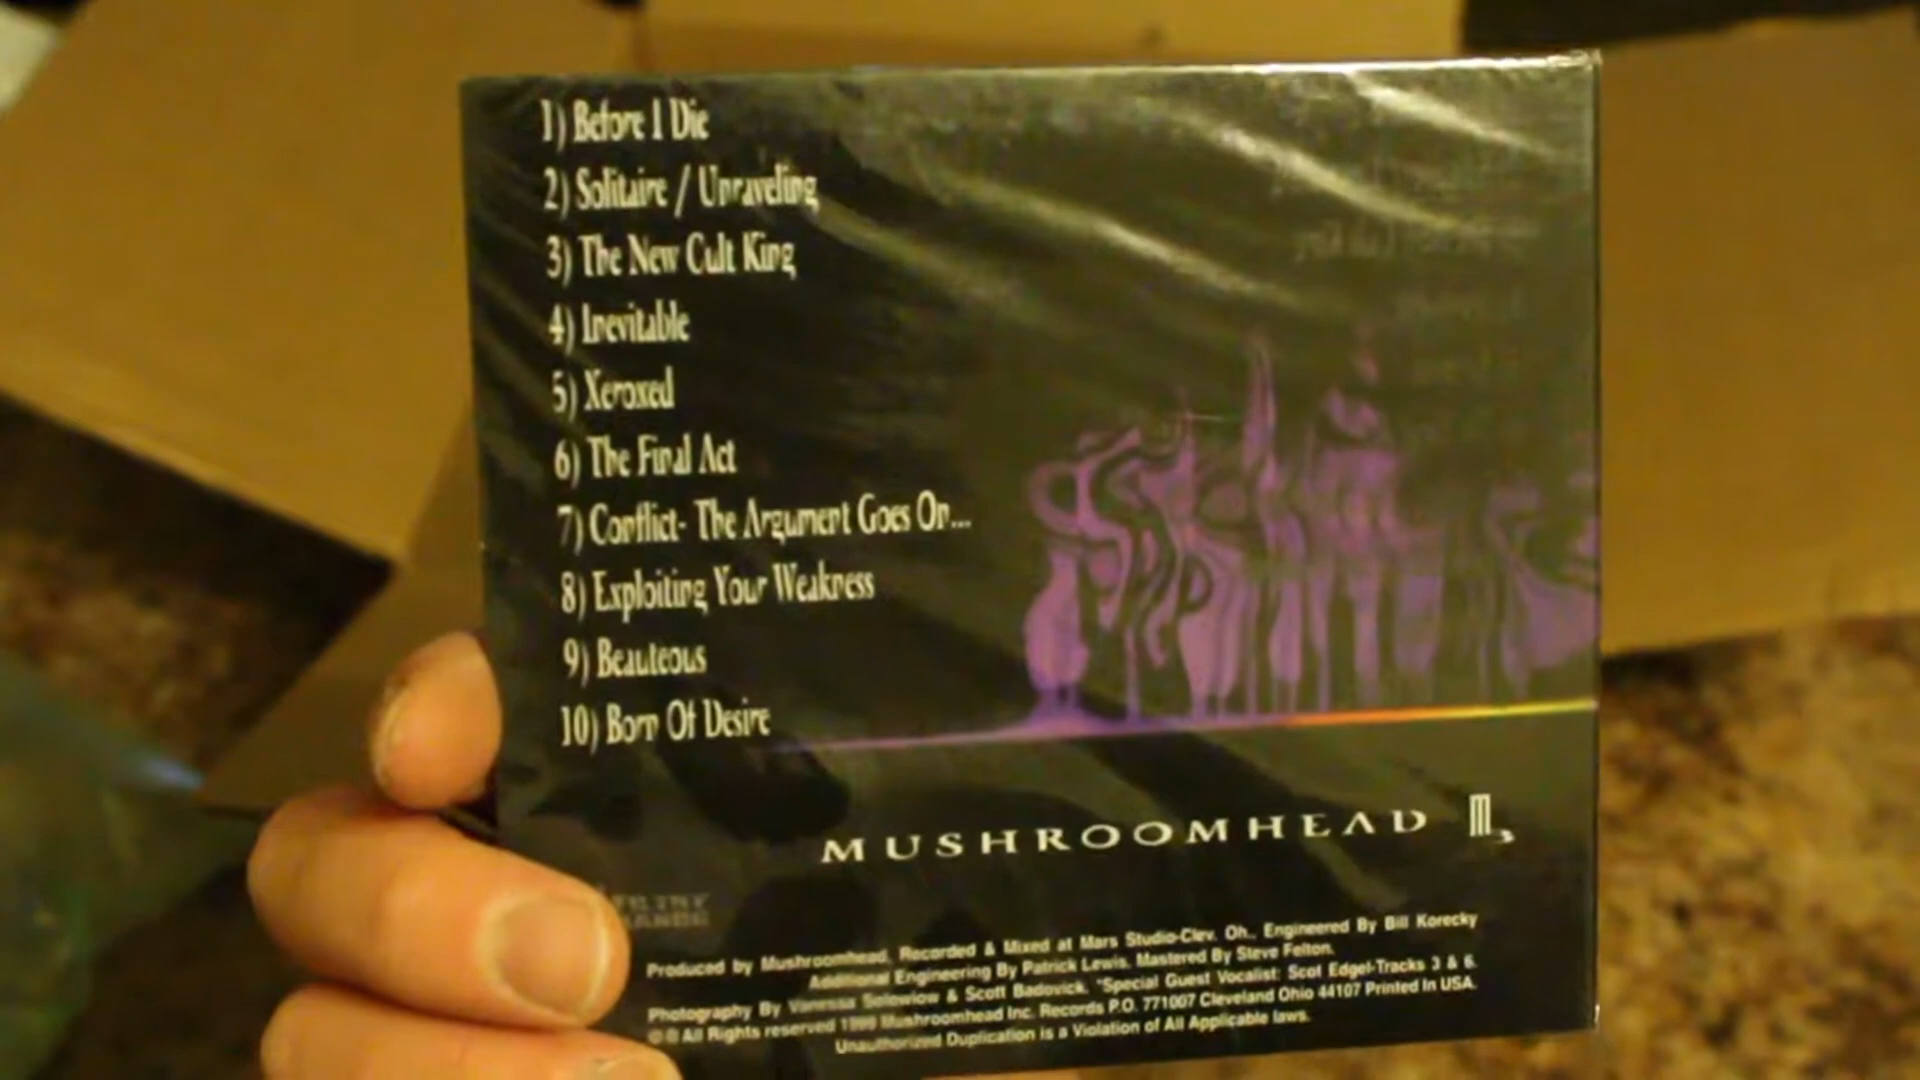 1) Before I Die
2) Solitaire / Unraveling
3) The New Cult King
4) Inevitable
5) Xeroxed
6) The Final Act
7) Conflict- The Argument Goes On...
8) Exploiting Your Weakness
9) Beauteous
10) Born Of Desire
MUSHROOMHEAD III,
FILTHY
HANDS
Produced by Mushroomhead. Recorded & Mixed at Mars Studio-Clev. Oh.. Engineered By Bill Korecky
Additional Engineering By Patrick Lewis. Mastered By Steve Felton.
Photography By Vanessa & Scott Badovick. *Special Guest Vocalist: Scot Edgel-Tracks 3 & 6.
©℗ All Rights reserved 1999 Mushroomhead Inc. Records P.O. 771007 Cleveland Ohio 44107 Printed In USA.
Unauthorized Duplication is a Violation of All Applicable laws.